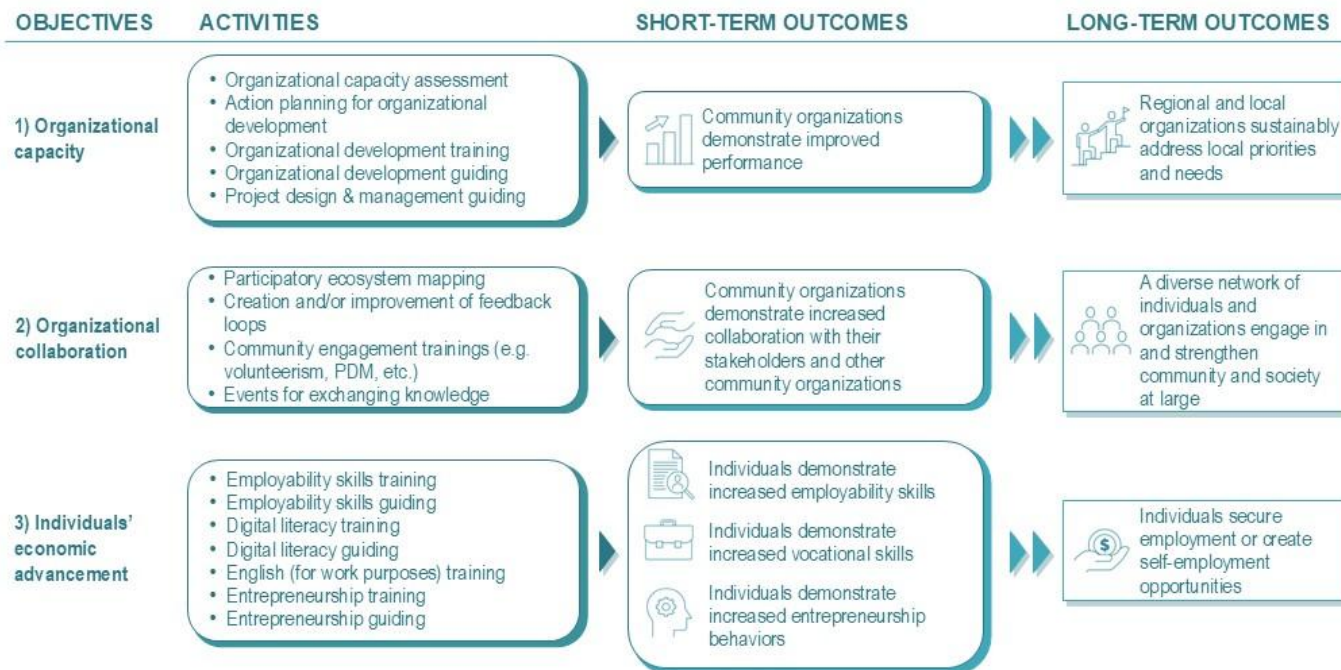 OBJECTIVES
ACTIVITIES
SHORT-TERM OUTCOMES
LONG-TERM OUTCOMES
1) Organizational
capacity
• Organizational capacity assessment
• Action planning for organizational
development
• Organizational development training
• Organizational development guiding
• Project design & management guiding
Community organizations
demonstrate improved
performance
Regional and local
organizations sustainably
address local priorities
and needs
2) Organizational
collaboration
• Participatory ecosystem mapping
• Creation and/or improvement of feedback
loops
• Community engagement trainings (e.g.
volunteerism, PDM, etc.)
• Events for exchanging knowledge
Community organizations
demonstrate increased
collaboration with their
stakeholders and other
community organizations
A diverse network of
individuals and
organizations engage in
and strengthen
community and society
at large
3) Individuals’
economic
advancement
• Employability skills training
• Employability skills guiding
• Digital literacy training
• Digital literacy guiding
• English (for work purposes) training
• Entrepreneurship training
• Entrepreneurship guiding
Individuals demonstrate
increased employability skills
Individuals demonstrate
increased vocational skills
Individuals demonstrate
increased entrepreneurship
behaviors
$
Individuals secure
employment or create
self-employment
opportunities